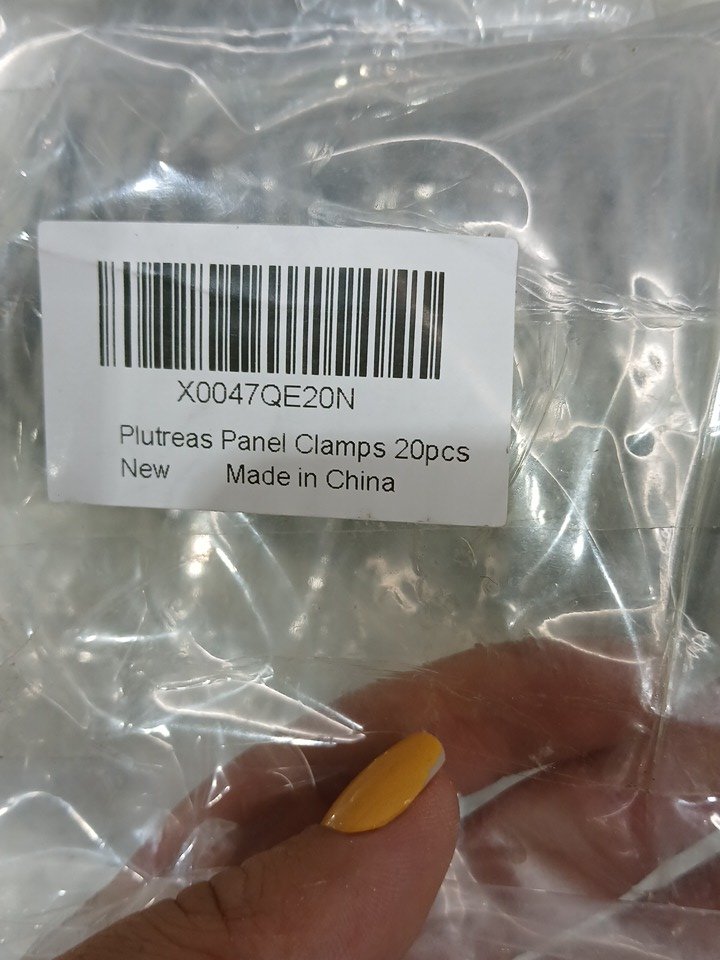 X0047QE20N
Plutreas Panel Clamps 20pcs
New Made in China